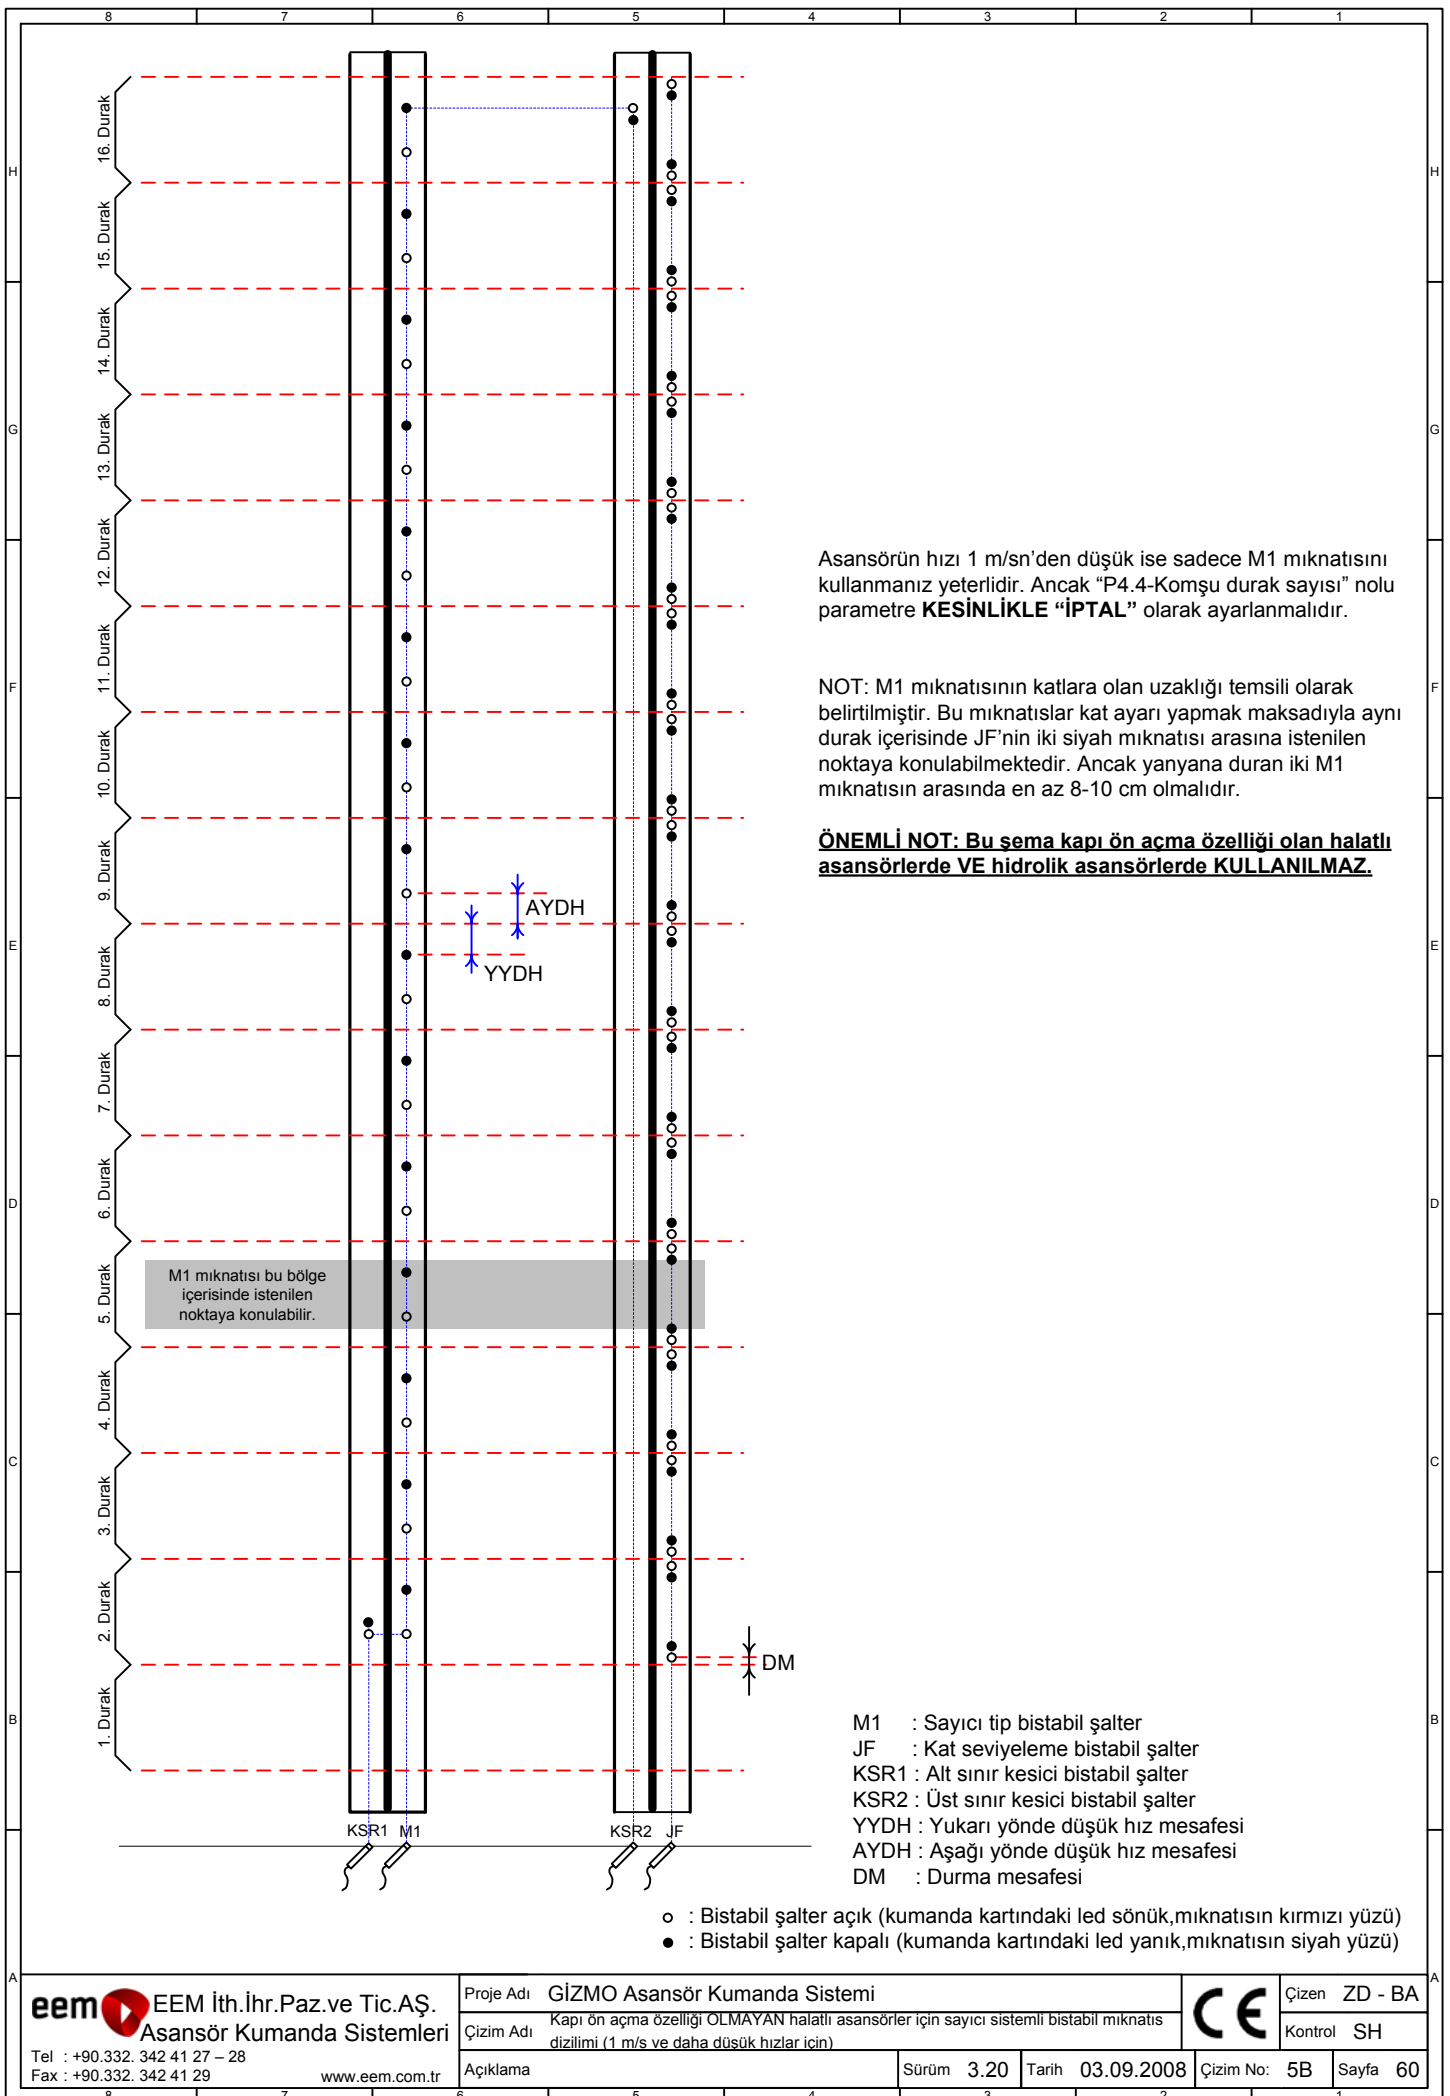 8 7 6 5 4 3 2 1
H H
G G
F F
E E
D D
C C
B B
A A
16. Durak
15. Durak
14. Durak
13. Durak
12. Durak
11. Durak
10. Durak
9. Durak
8. Durak
7. Durak
6. Durak
5. Durak
4. Durak
3. Durak
2. Durak
1. Durak
AYDH
YYDH
M1 mıknatısı bu bölge
içerisinde istenilen
noktaya konulabilir.
DM
KSR1 M1 KSR2 JF
Asansörün hızı 1 m/sn’den düşük ise sadece M1 mıknatısını
kullanmanız yeterlidir. Ancak “P4.4-Komşu durak sayısı” nolu
parametre KESİNLİKLE “İPTAL” olarak ayarlanmalıdır.
NOT: M1 mıknatısının katlara olan uzaklığı temsili olarak
belirtilmiştir. Bu mıknatıslar kat ayarı yapmak maksadıyla aynı
durak içerisinde JF’nin iki siyah mıknatısı arasına istenilen
noktaya konulabilmektedir. Ancak yanyana duran iki M1
mıknatısın arasında en az 8-10 cm olmalıdır.
ÖNEMLİ NOT: Bu şema kapı ön açma özelliği olan halatlı
asansörlerde VE hidrolik asansörlerde KULLANILMAZ.
M1 : Sayıcı tip bistabil şalter
JF : Kat seviyeleme bistabil şalter
KSR1 : Alt sınır kesici bistabil şalter
KSR2 : Üst sınır kesici bistabil şalter
YYDH : Yukarı yönde düşük hız mesafesi
AYDH : Aşağı yönde düşük hız mesafesi
DM : Durma mesafesi
: Bistabil şalter açık (kumanda kartındaki led sönük,mıknatısın kırmızı yüzü)
: Bistabil şalter kapalı (kumanda kartındaki led yanık,mıknatısın siyah yüzü)
eem EEM İth.İhr.Paz.ve Tic.AŞ.
Asansör Kumanda Sistemleri
Tel : +90.332. 342 41 27 – 28
Fax : +90.332. 342 41 29 www.eem.com.tr
Proje Adı GİZMO Asansör Kumanda Sistemi
Çizim Adı Kapı ön açma özelliği OLMAYAN halatlı asansörler için sayıcı sistemli bistabil mıknatıs
dizilimi (1 m/s ve daha düşük hızlar için)
Açıklama Sürüm 3.20 Tarih 03.09.2008 Çizim No: 5B Sayfa 60
CE
Çizen ZD - BA
Kontrol SH
8 7 6 5 4 3 2 1